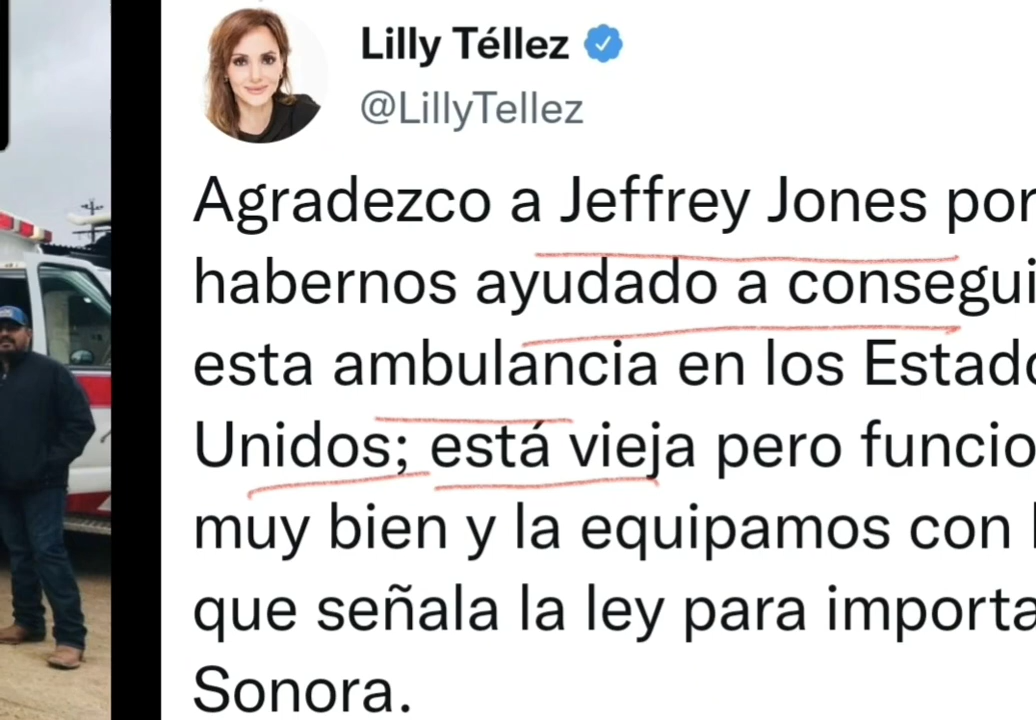 Lilly Téllez
@LillyTellez
Agradezco a Jeffrey Jones por
habernos ayudado a consegui
esta ambulancia en los Estado
Unidos; está vieja pero funcio
muy bien y la equipamos con
que señala la ley para importa
Sonora.